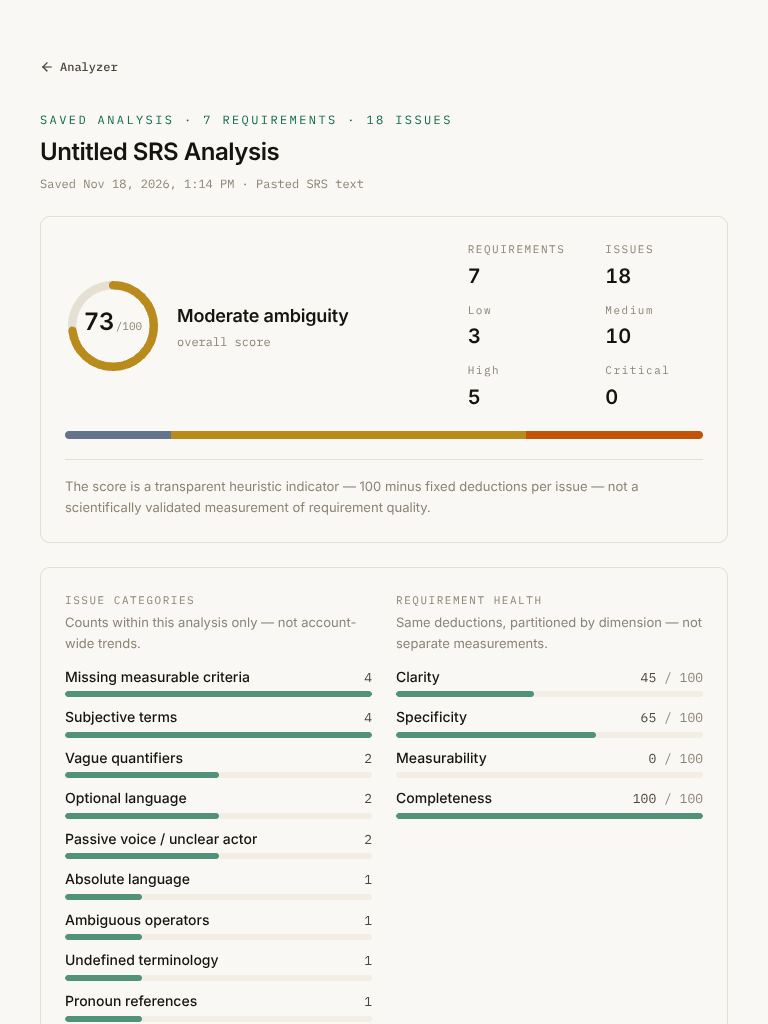 ← Analyzer
SAVED ANALYSIS · 7 REQUIREMENTS · 18 ISSUES
Untitled SRS Analysis
Saved Nov 18, 2026, 1:14 PM · Pasted SRS text
73/100
Moderate ambiguity
overall score
REQUIREMENTS ISSUES
7 18
Low Medium
3 10
High Critical
5 0
The score is a transparent heuristic indicator — 100 minus fixed deductions per issue — not a
scientifically validated measurement of requirement quality.
ISSUE CATEGORIES
Counts within this analysis only — not account-
wide trends.
Missing measurable criteria 4
Subjective terms 4
Vague quantifiers 2
Optional language 2
Passive voice / unclear actor 2
Absolute language 1
Ambiguous operators 1
Undefined terminology 1
Pronoun references 1
REQUIREMENT HEALTH
Same deductions, partitioned by dimension — not
separate measurements.
Clarity 45 / 100
Specificity 65 / 100
Measurability 0 / 100
Completeness 100 / 100